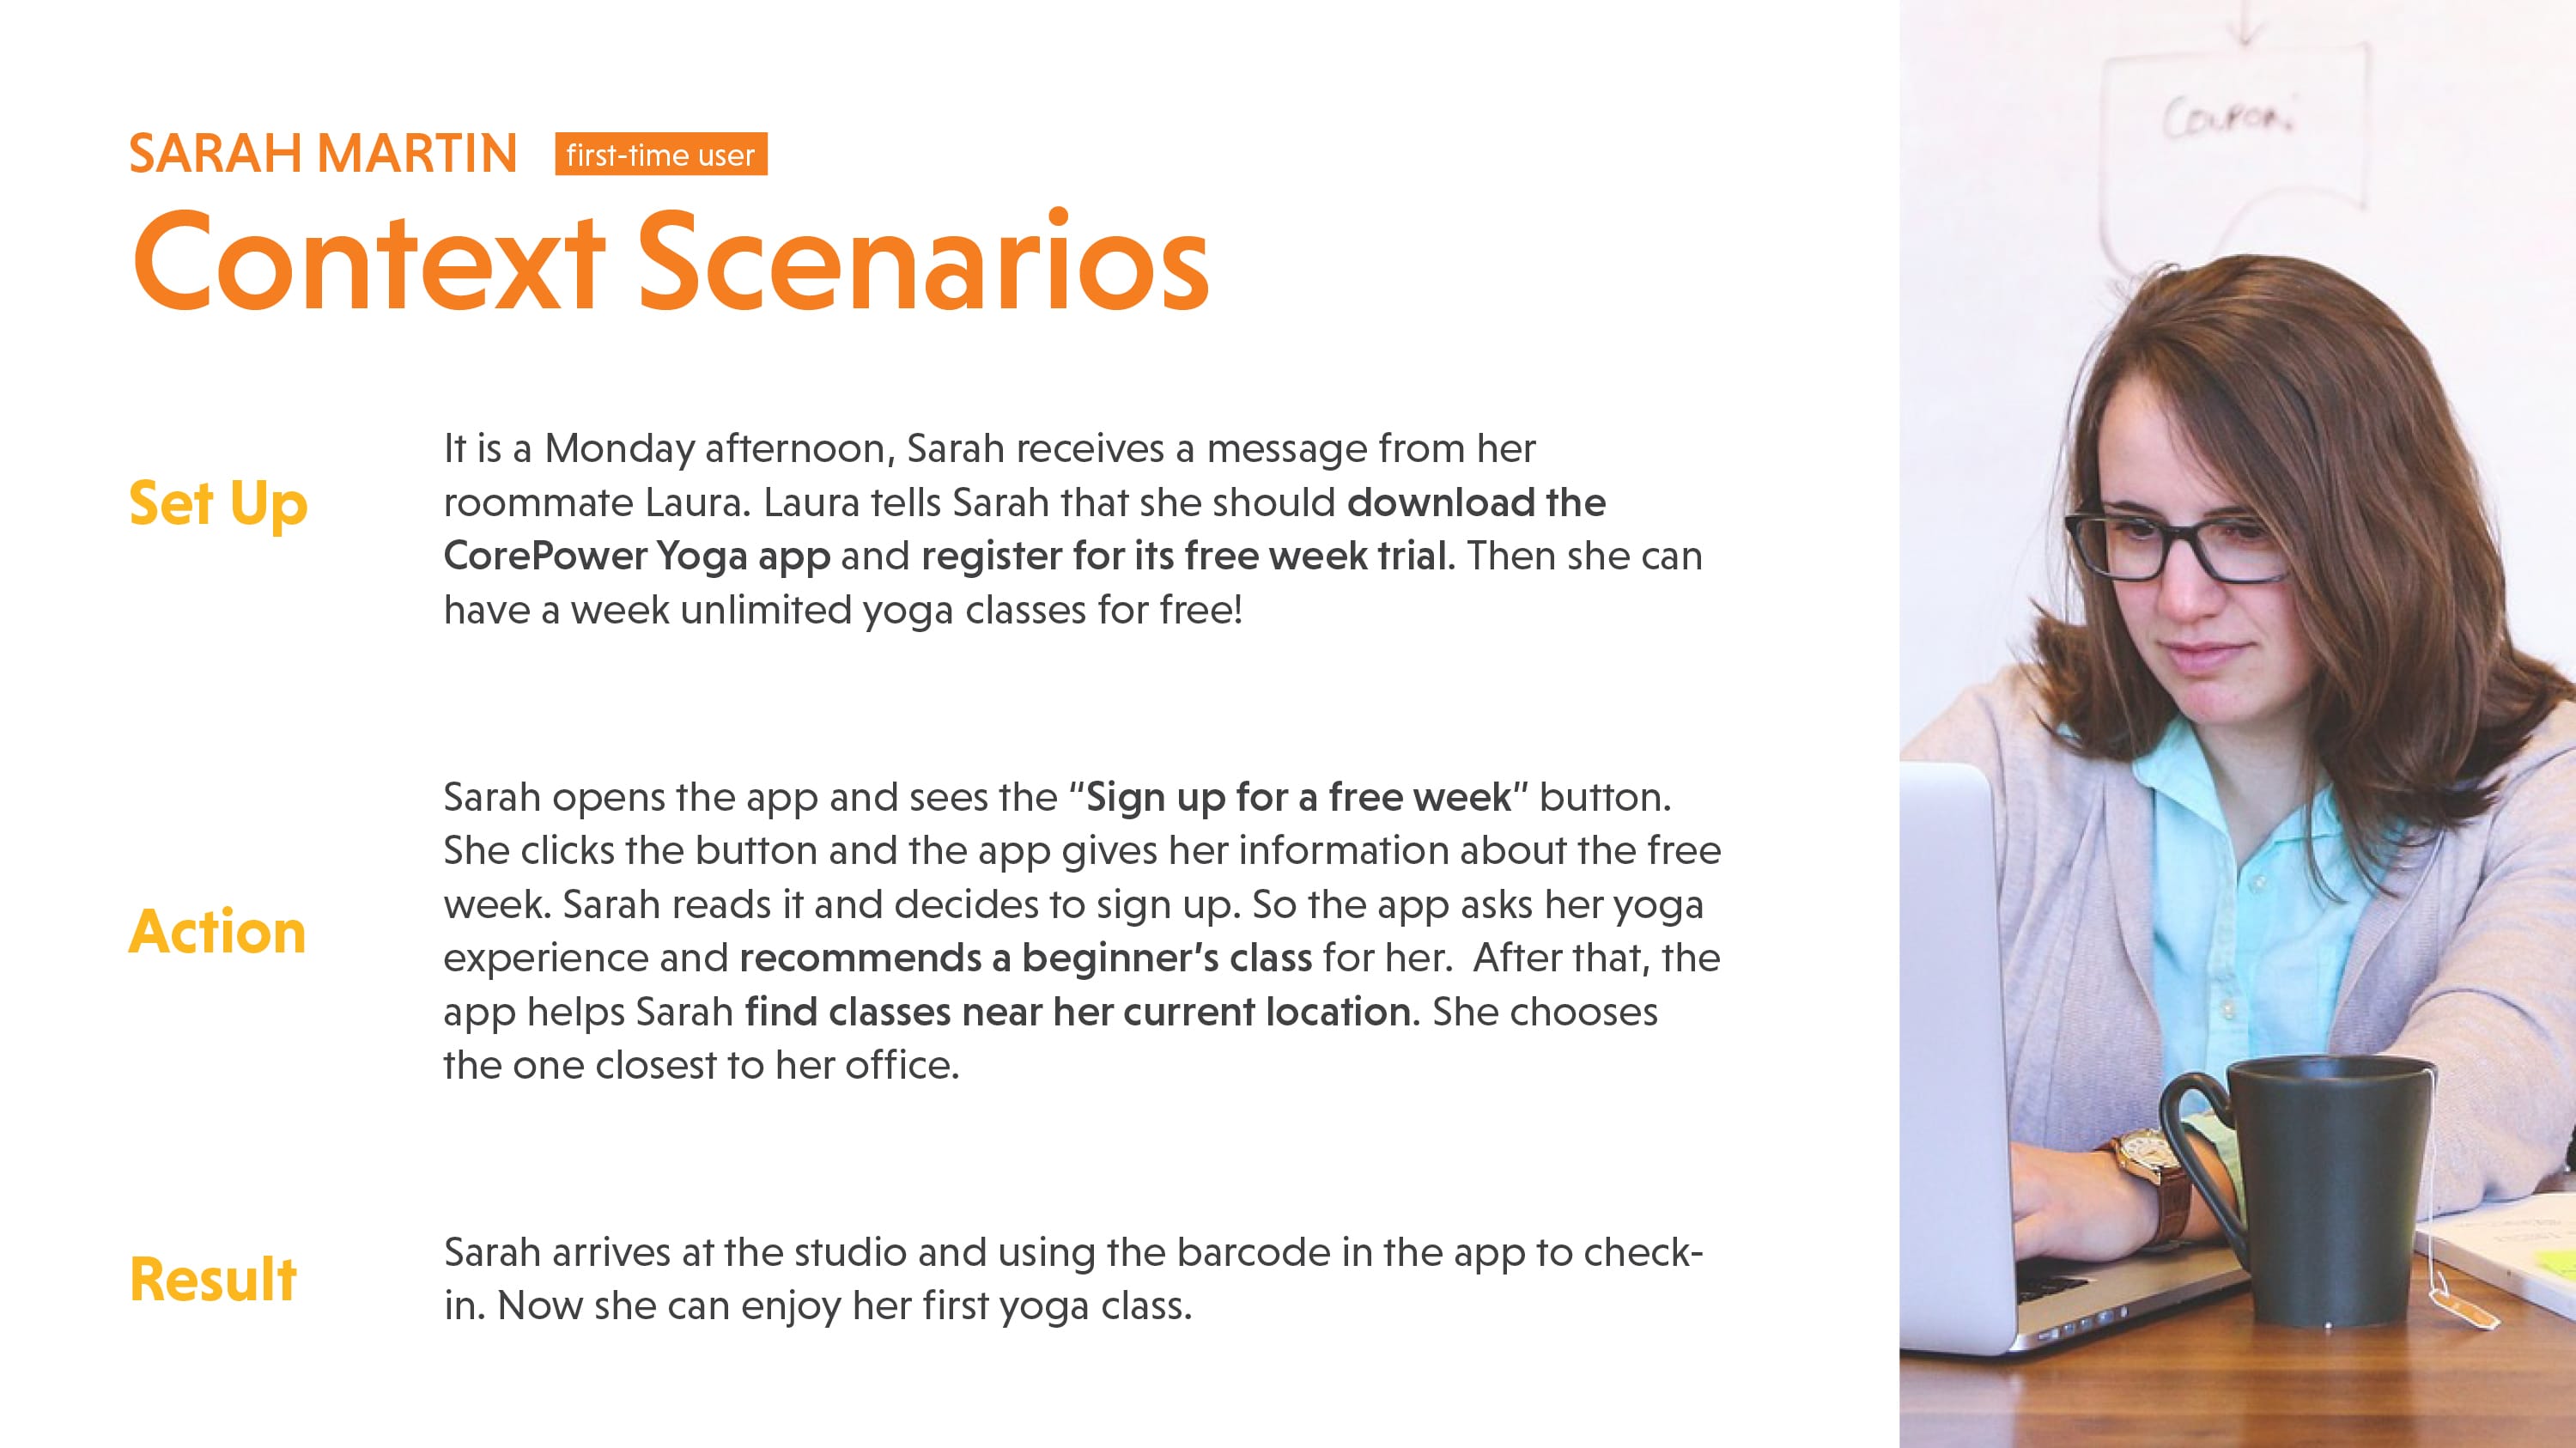 SARAH MARTIN first-time user
Context Scenarios
Set Up
It is a Monday afternoon, Sarah receives a message from her
roommate Laura. Laura tells Sarah that she should download the
CorePower Yoga app and register for its free week trial. Then she can
have a week unlimited yoga classes for free!
Action
Sarah opens the app and sees the “Sign up for a free week” button.
She clicks the button and the app gives her information about the free
week. Sarah reads it and decides to sign up. So the app asks her yoga
experience and recommends a beginner’s class for her.  After that, the
app helps Sarah find classes near her current location. She chooses
the one closest to her office.
Result
Sarah arrives at the studio and using the barcode in the app to check-
in. Now she can enjoy her first yoga class.
Coupon